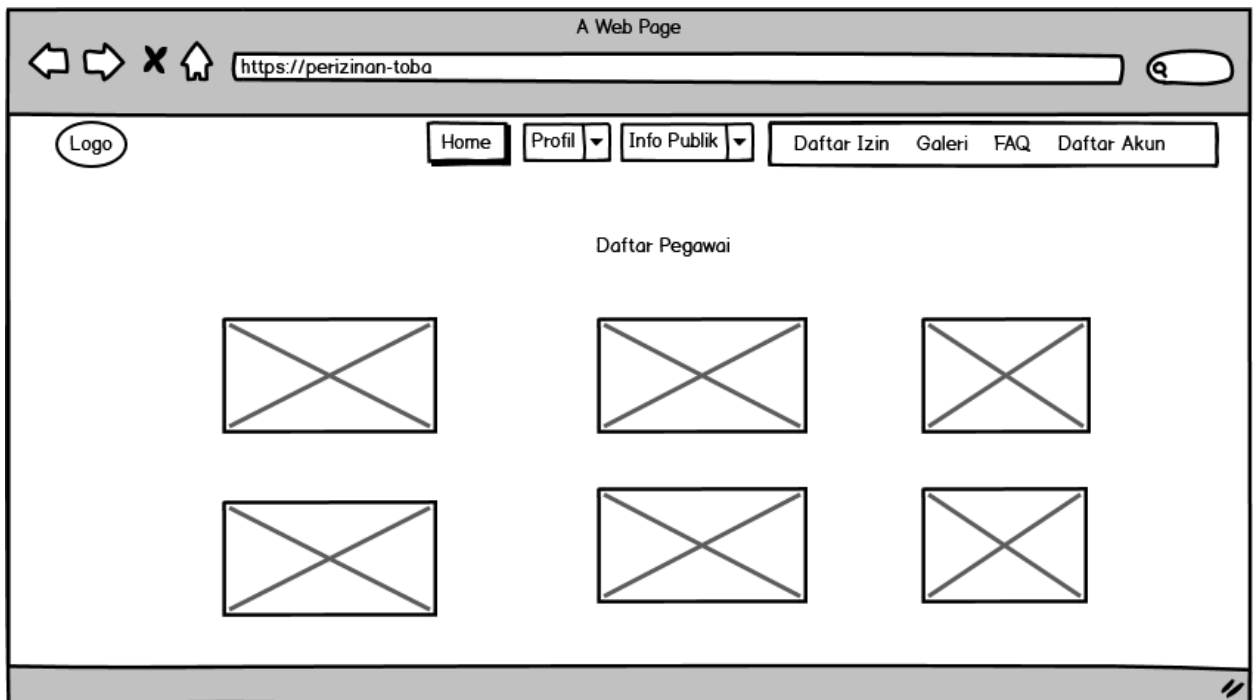 A Web Page
https://perizinan-toba
Logo
Home
Profil
Info Publik
Daftar Izin Galeri FAQ Daftar Akun
Daftar Pegawai